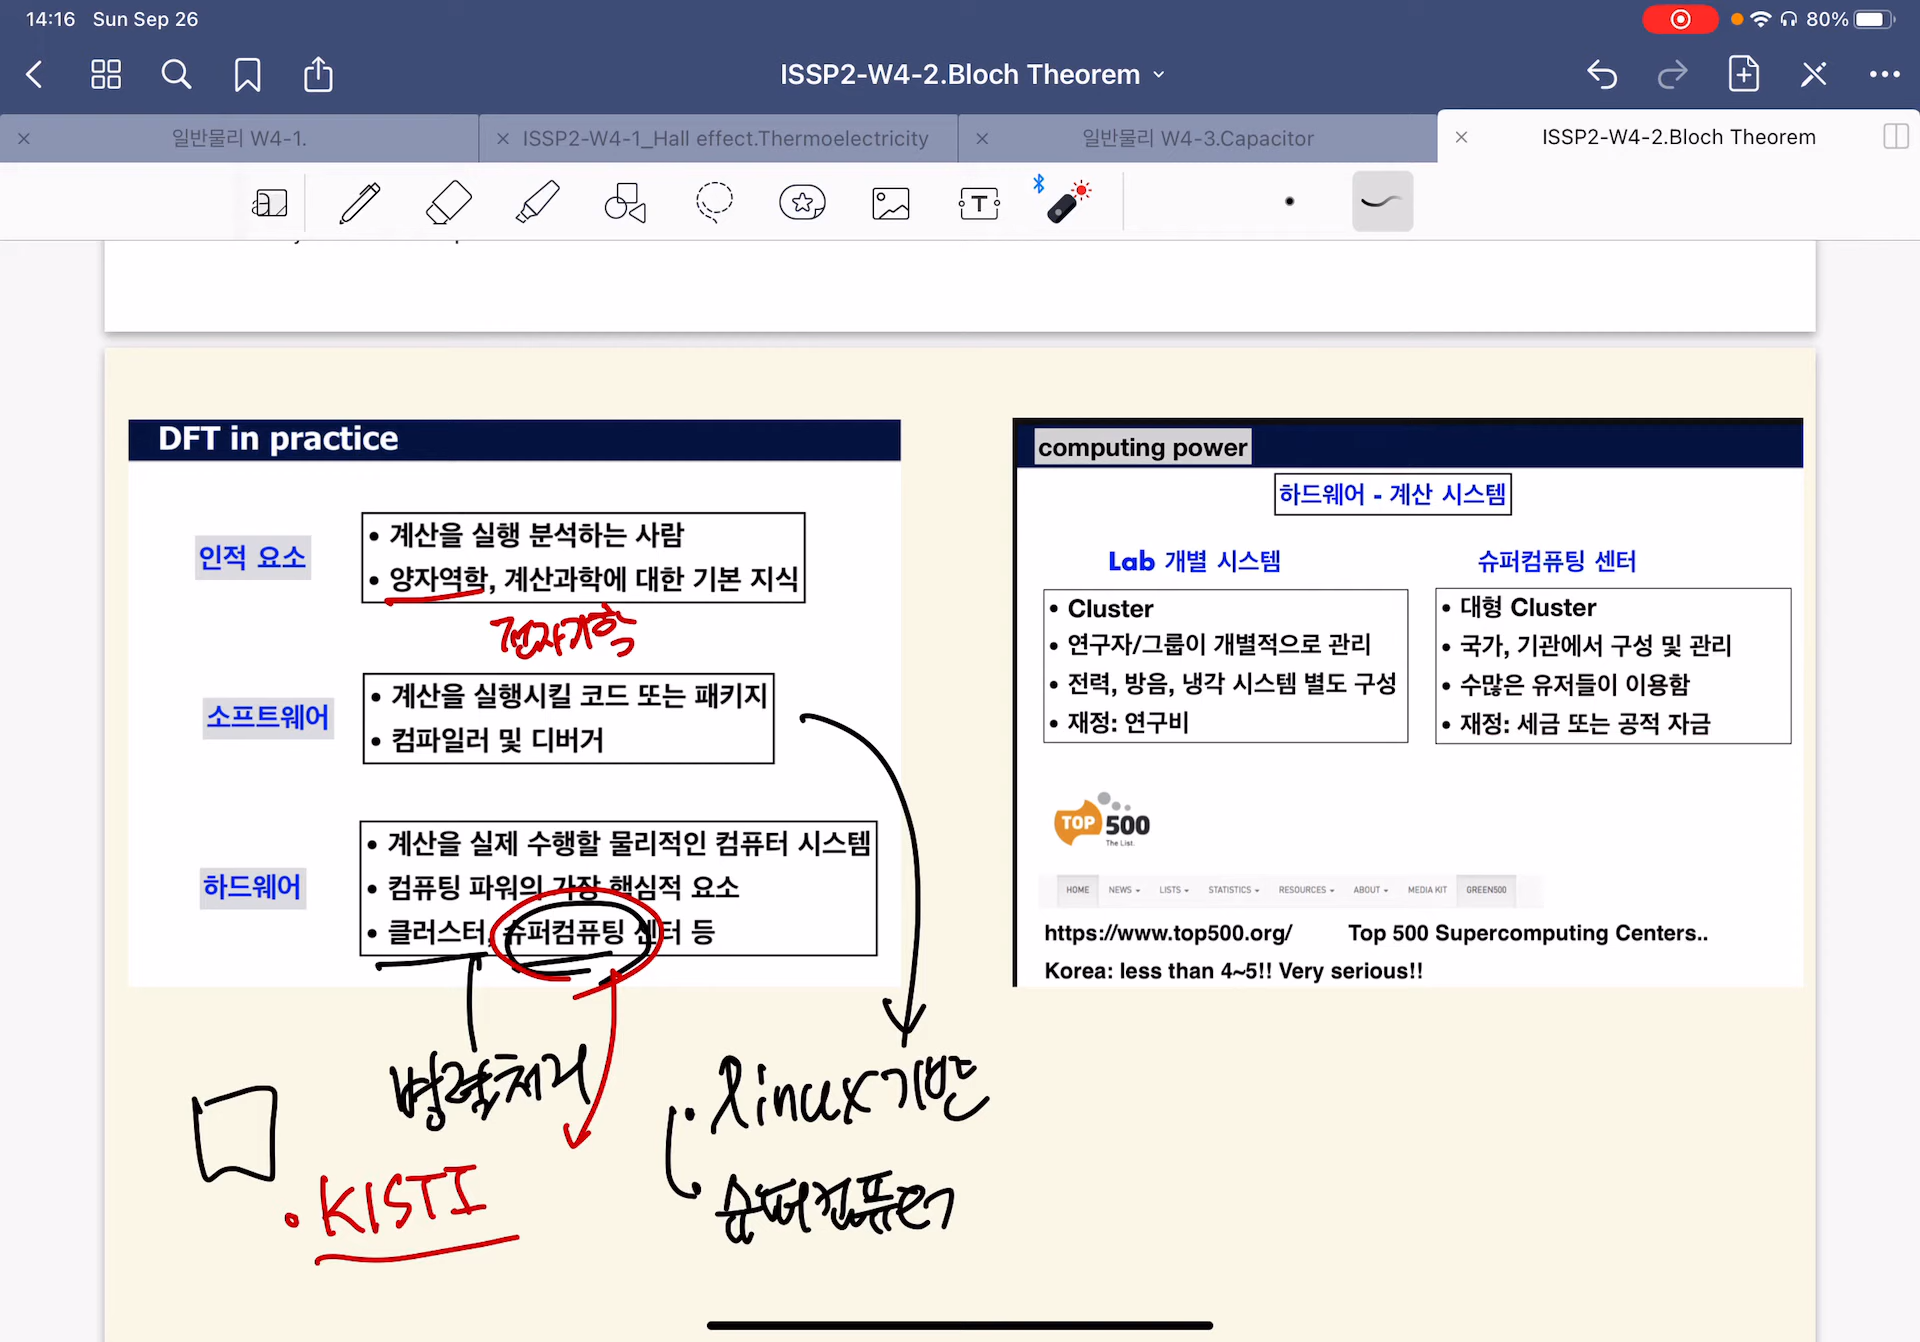 14:16 Sun Sep 26
80%
ISSP2-W4-2.Bloch Theorem
일반물리 W4-1.
ISSP2-W4-1_Hall effect.Thermoelectricity
일반물리 W4-3.Capacitor
ISSP2-W4-2.Bloch Theorem
DFT in practice
인적 요소
• 계산을 실행 분석하는 사람
• 양자역학, 계산과학에 대한 기본 지식
전자기학
소프트웨어
• 계산을 실행시킬 코드 또는 패키지
• 컴파일러 및 디버거
하드웨어
• 계산을 실제 수행할 물리적인 컴퓨터 시스템
• 컴퓨팅 파워의 가장 핵심적 요소
• 클러스터, 슈퍼컴퓨팅 센터 등
병렬처리
• KISTI
• linux기반
슈퍼컴퓨터
computing power
하드웨어 - 계산 시스템
Lab 개별 시스템
• Cluster
• 연구자/그룹이 개별적으로 관리
• 전력, 방음, 냉각 시스템 별도 구성
• 재정: 연구비
슈퍼컴퓨팅 센터
• 대형 Cluster
• 국가, 기관에서 구성 및 관리
• 수많은 유저들이 이용함
• 재정: 세금 또는 공적 자금
TOP 500
The List.
HOME NEWS LISTS STATISTICS RESOURCES ABOUT MEDIA KIT GREEN500
https://www.top500.org/ Top 500 Supercomputing Centers..
Korea: less than 4~5!! Very serious!!